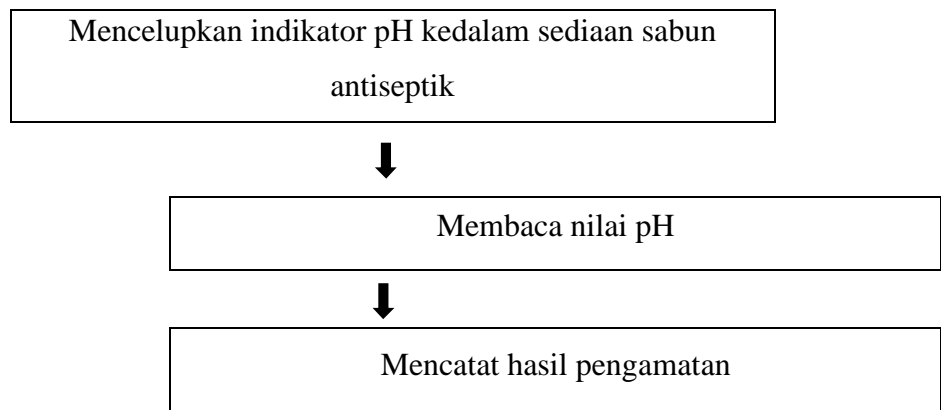 Mencelupkan indikator pH kedalam sediaan sabun
antiseptik
Membaca nilai pH
Mencatat hasil pengamatan